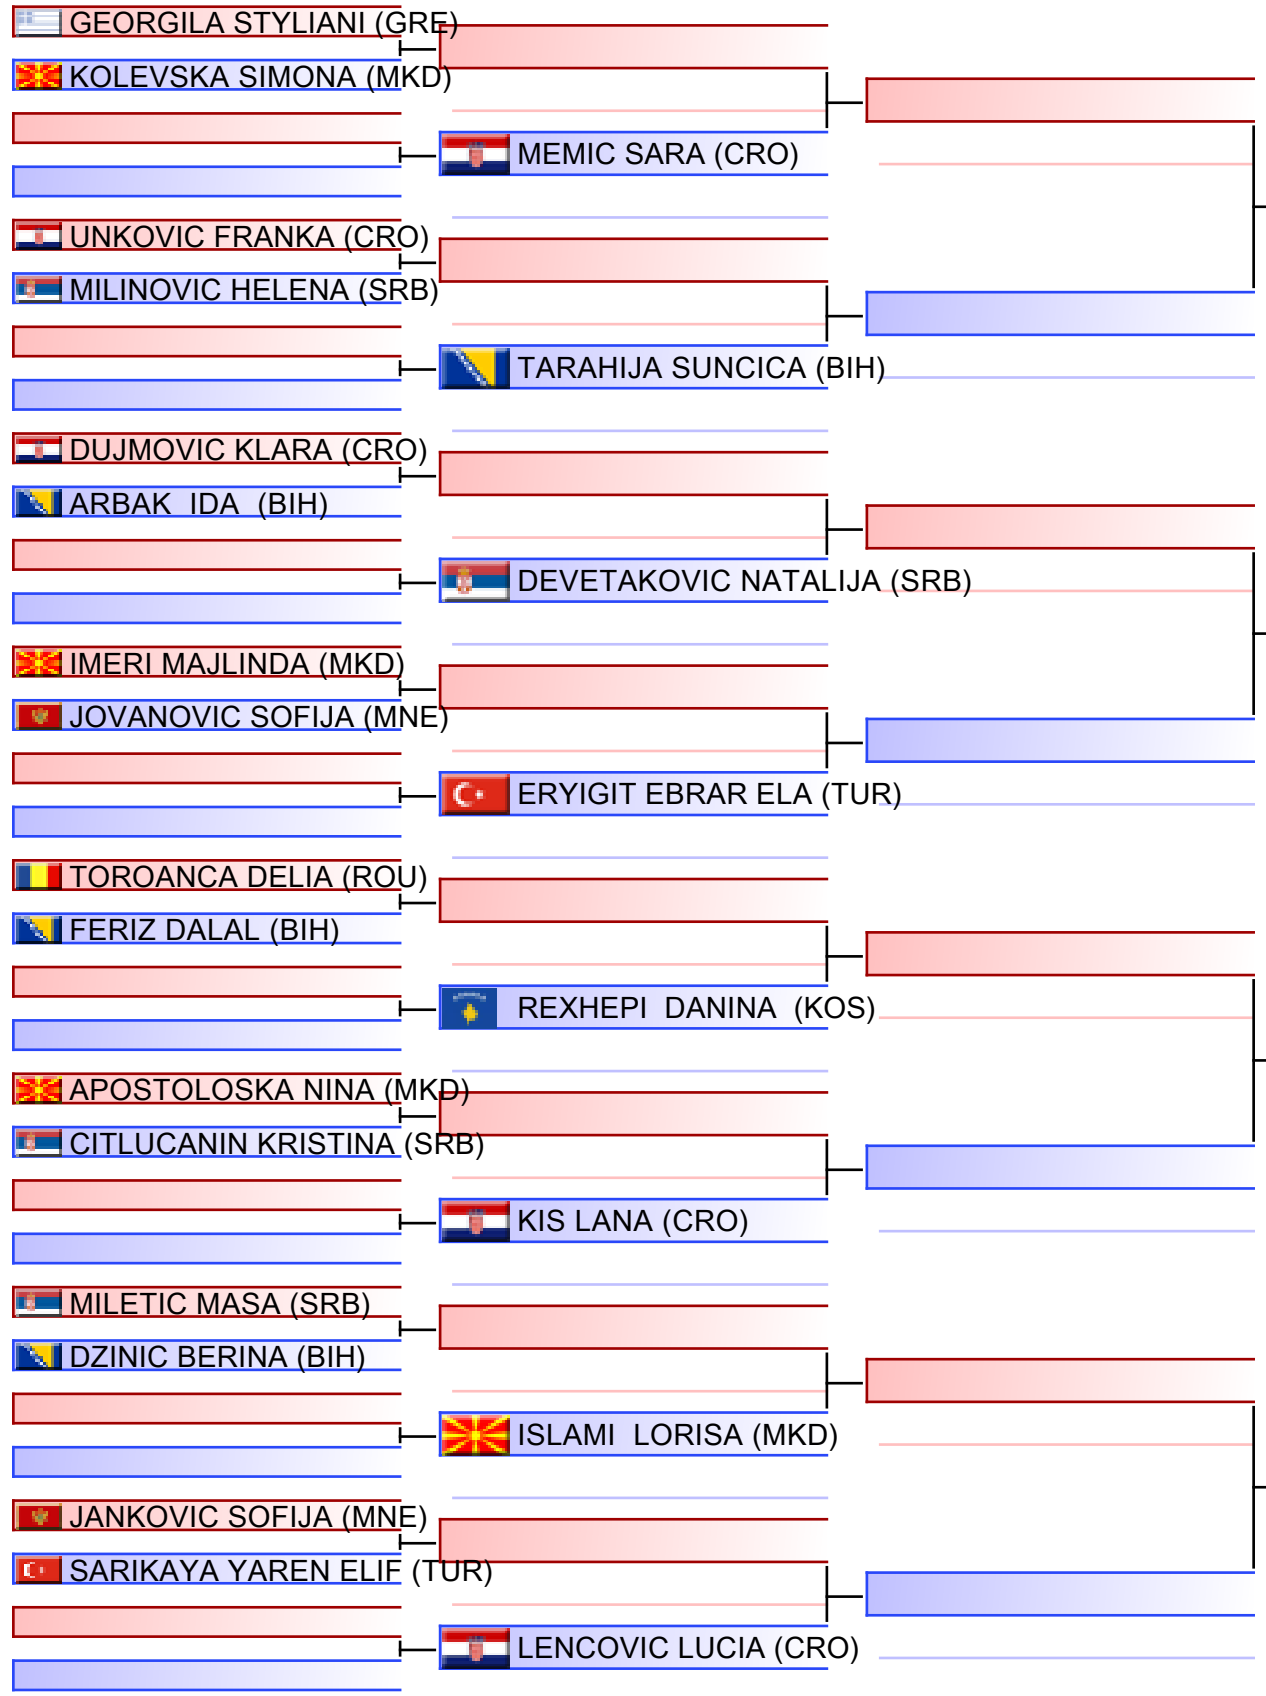 GEORGILA STYLIANI (GRE)
KOLEVSKA SIMONA (MKD)
MEMIC SARA (CRO)
UNKOVIC FRANKA (CRO)
MILINOVIC HELENA (SRB)
TARAHIJA SUNCICA (BIH)
DUJMOVIC KLARA (CRO)
ARBAK IDA (BIH)
DEVETAKOVIC NATALIJA (SRB)
IMERI MAJLINDA (MKD)
JOVANOVIC SOFIJA (MNE)
ERYIGIT EBRAR ELA (TUR)
TOROANCA DELIA (ROU)
FERIZ DALAL (BIH)
REXHEPI DANINA (KOS)
APOSTOLOSKA NINA (MKD)
CITLUCANIN KRISTINA (SRB)
KIS LANA (CRO)
MILETIC MASA (SRB)
DZINIC BERINA (BIH)
ISLAMI LORISA (MKD)
JANKOVIC SOFIJA (MNE)
SARIKAYA YAREN ELIF (TUR)
LENCOVIC LUCIA (CRO)